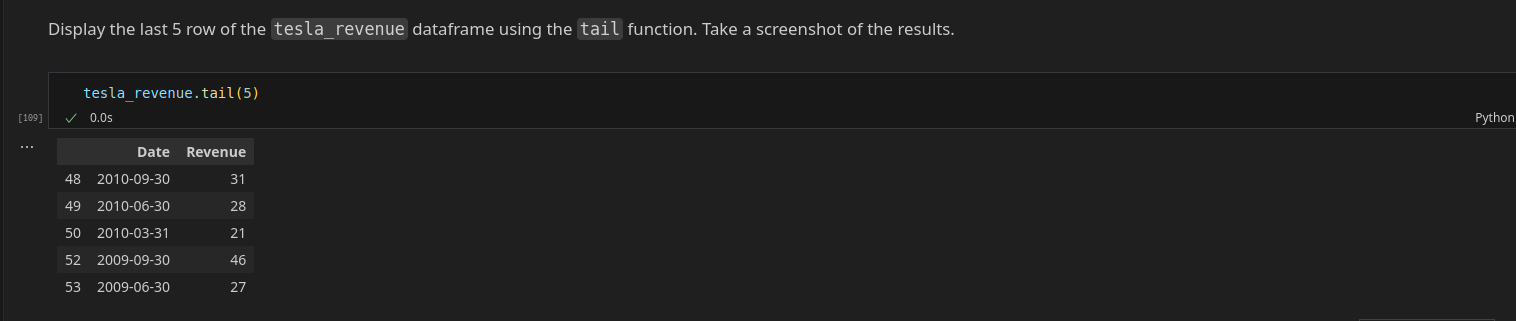 Display the last 5 row of the tesla_revenue dataframe using the tail function. Take a screenshot of the results.
tesla_revenue.tail(5)
[109]
0.0s
Python
...
Date Revenue
48 2010-09-30 31
49 2010-06-30 28
50 2010-03-31 21
52 2009-09-30 46
53 2009-06-30 27